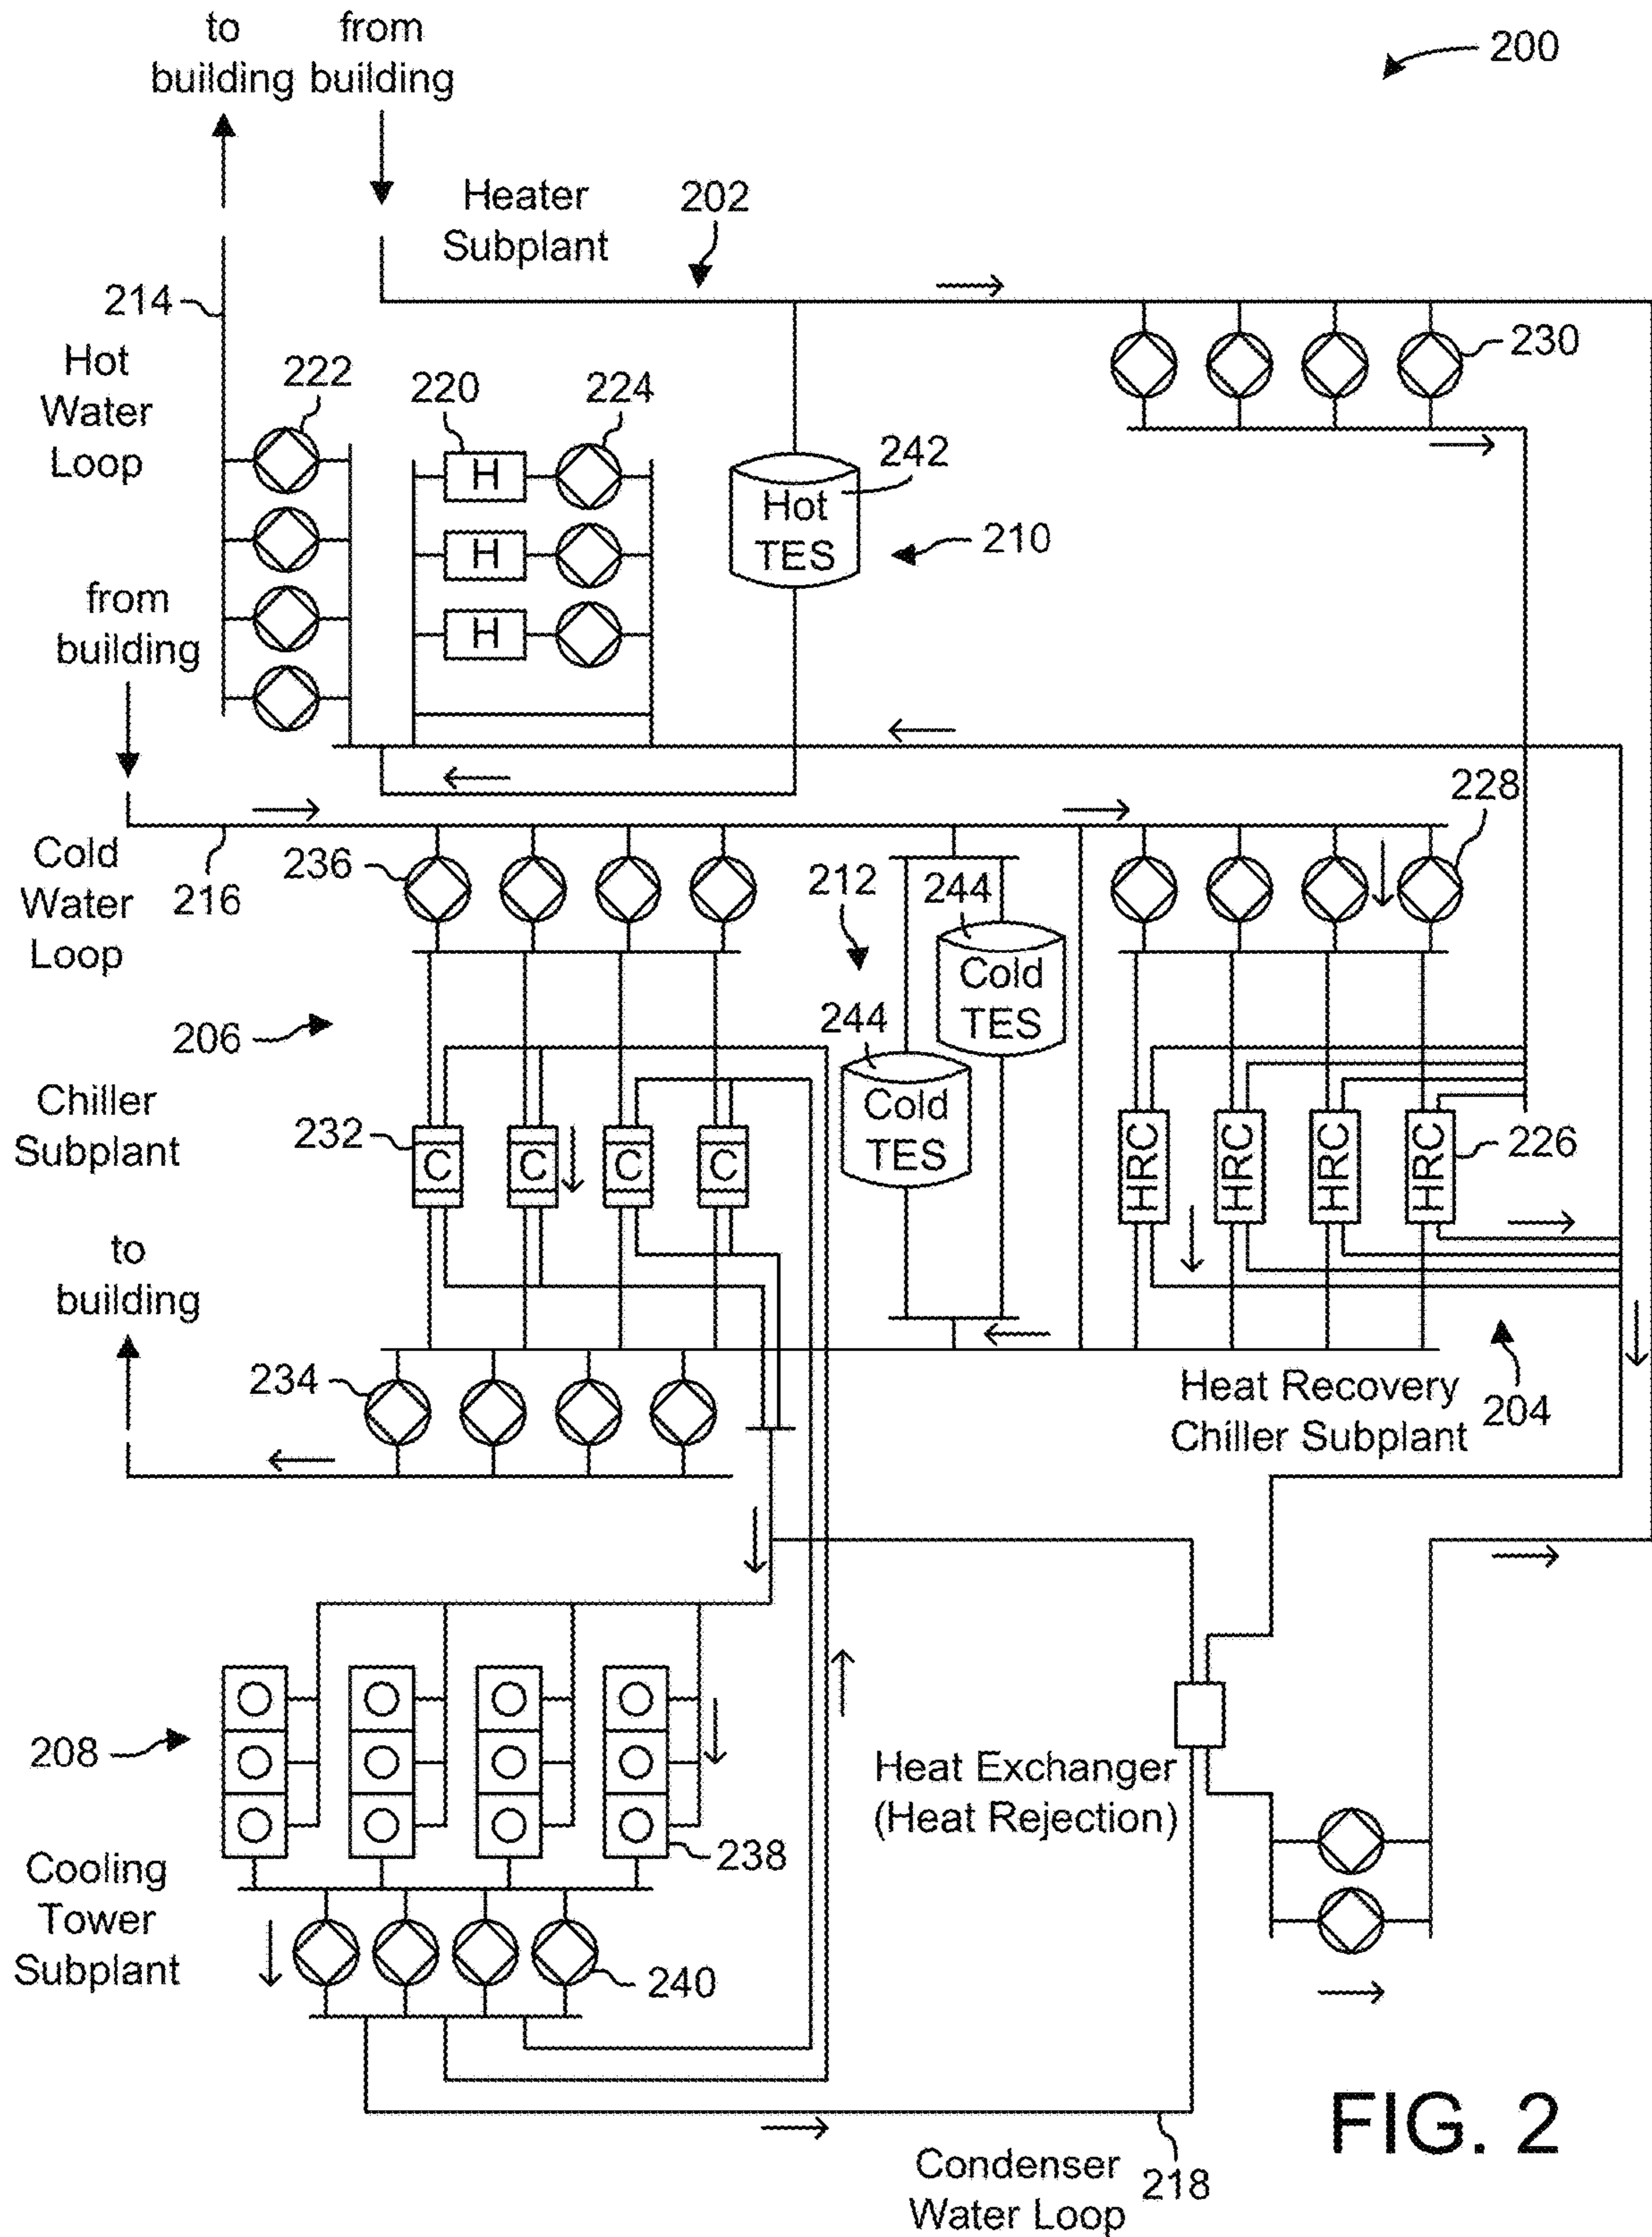 to from
building building
200
Heater
Subplant
202
214
Hot
Water
Loop
222
220
224
230
H
H
H
242
Hot
TES
210
from
building
228
Cold
Water
Loop
216
236
212
244
Cold
TES
244
Cold
TES
206
Chiller
Subplant
232
C
C
C
C
HRC
HRC
HRC
HRC
226
to
building
234
Heat Recovery
Chiller Subplant
204
208
Heat Exchanger
(Heat Rejection)
238
Cooling
Tower
Subplant
240
FIG. 2
Condenser
Water Loop
218